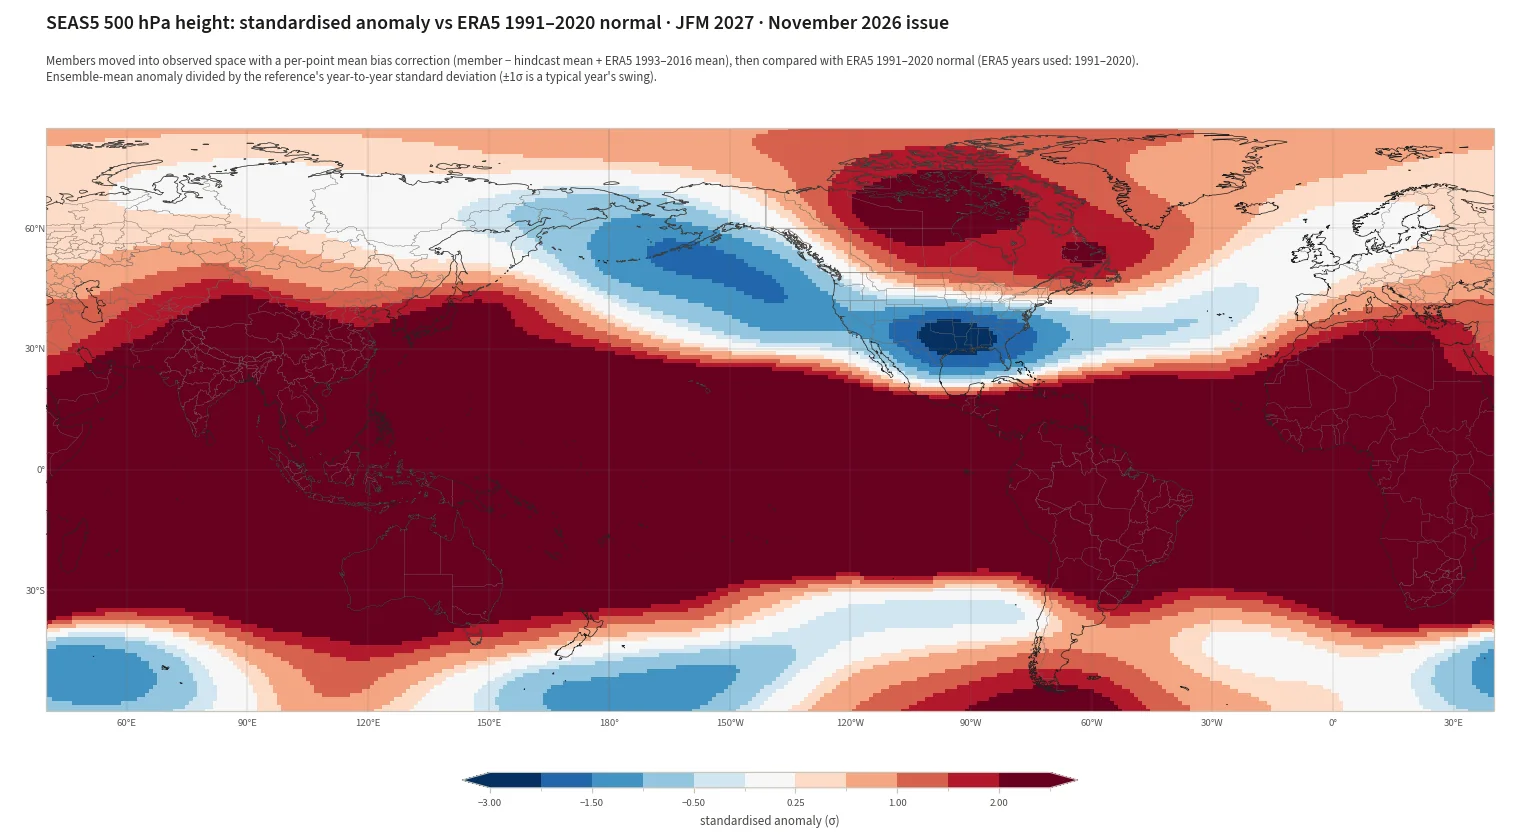 SEAS5 500 hPa height: standardised anomaly vs ERA5 1991–2020 normal · JFM 2027 · November 2026 issue
Members moved into observed space with a per-point mean bias correction (member − hindcast mean + ERA5 1993–2016 mean), then compared with ERA5 1991–2020 normal (ERA5 years used: 1991–2020).
Ensemble-mean anomaly divided by the reference's year-to-year standard deviation (±1σ is a typical year's swing).
60°N
30°N
0°
30°S
60°E 90°E 120°E 150°E 180° 150°W 120°W 90°W 60°W 30°W 0° 30°E
−3.00 −1.50 −0.50 0.25 1.00 2.00
standardised anomaly (σ)